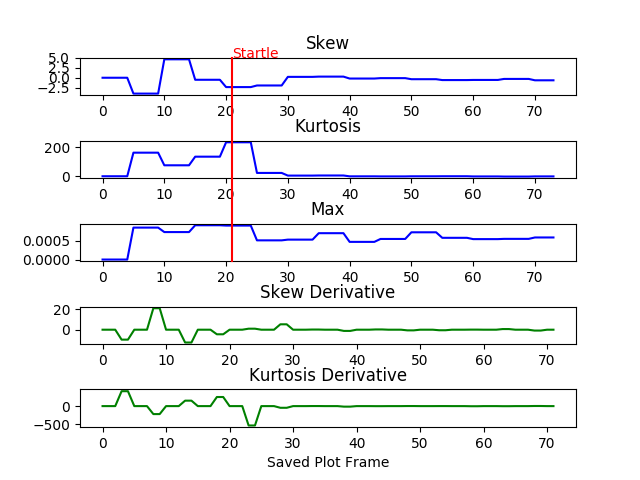 Skew
Startle
5.0
2.5
0.0
−2.5
0 10 20 30 40 50 60 70
Kurtosis
200
0
0 10 20 30 40 50 60 70
Max
0.0005
0.0000
0 10 20 30 40 50 60 70
Skew Derivative
20
0
0 10 20 30 40 50 60 70
Kurtosis Derivative
0
−500
0 10 20 30 40 50 60 70
Saved Plot Frame